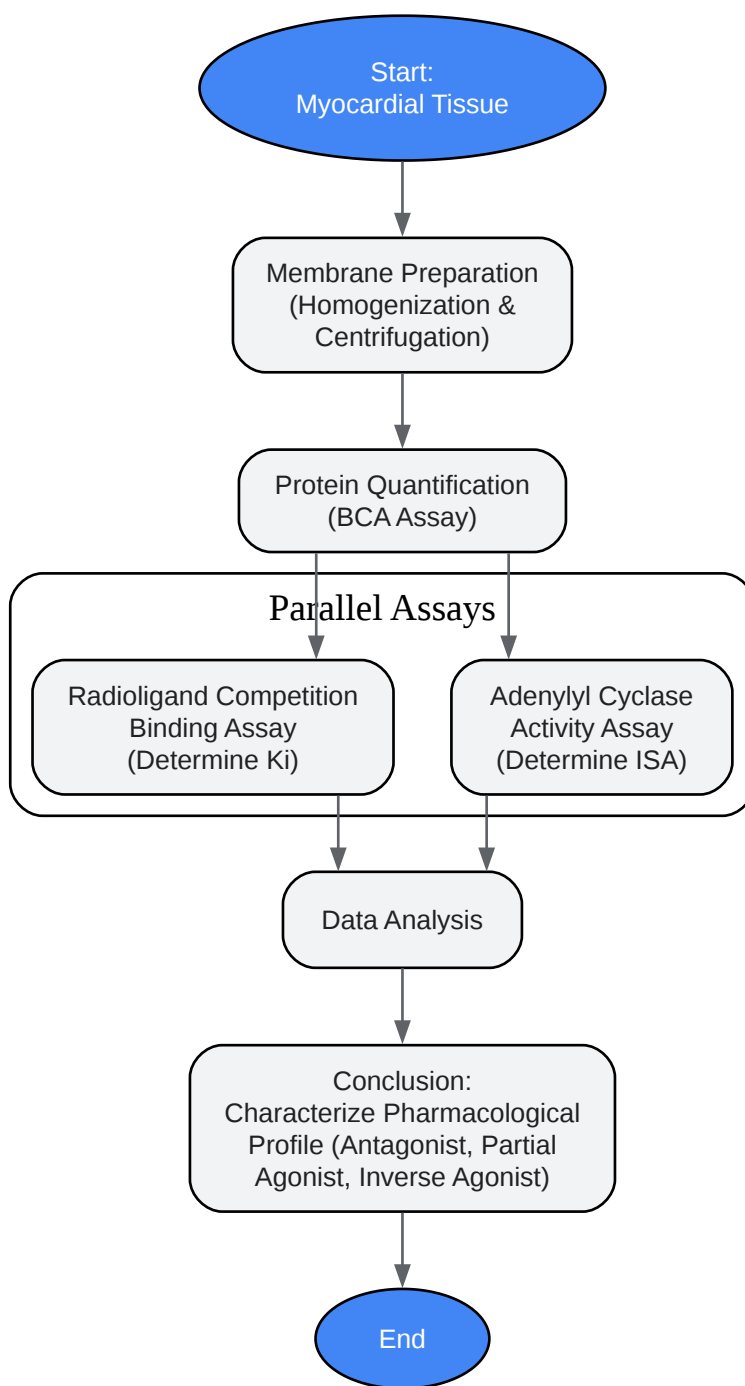 Start:
Myocardial Tissue
Membrane Preparation
(Homogenization &
Centrifugation)
Protein Quantification
(BCA Assay)
Parallel Assays
Radioligand Competition
Binding Assay
(Determine Ki)
Adenylyl Cyclase
Activity Assay
(Determine ISA)
Data Analysis
Conclusion:
Characterize Pharmacological
Profile (Antagonist, Partial
Agonist, Inverse Agonist)
End